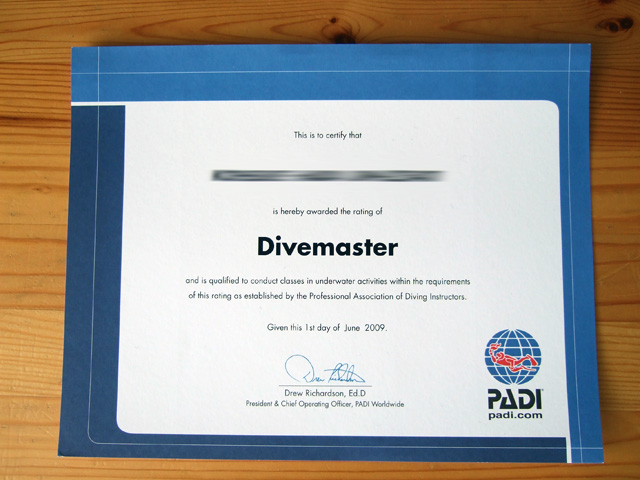 This is to certify that
is hereby awarded the rating of
Divemaster
and is qualified to conduct classes in underwater activities within the requirements
of this rating as established by the Professional Association of Diving Instructors.
Given this 1st day of June 2009.
Drew Richardson, Ed.D
President & Chief Operating Officer, PADI Worldwide
PADI
padi.com